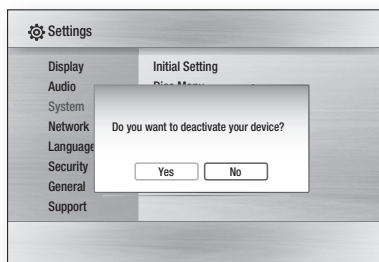 Settings
Display
Initial Setting
Audio
System
Network
Do you want to deactivate your device?
Language
Security
Yes
No
General
Support